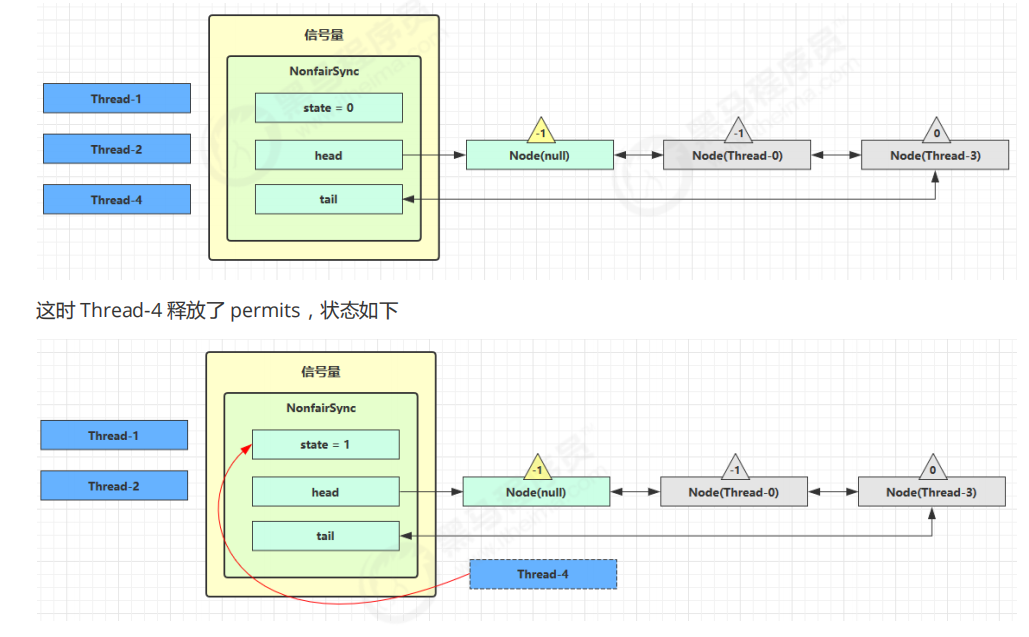 信号量
NonfairSync
Thread-1
state = 0
-1
-1
0
Thread-2
head
Node(null)
Node(Thread-0)
Node(Thread-3)
Thread-4
tail
这时 Thread-4 释放了 permits，状态如下
信号量
NonfairSync
Thread-1
state = 1
-1
-1
0
Thread-2
head
Node(null)
Node(Thread-0)
Node(Thread-3)
tail
Thread-4